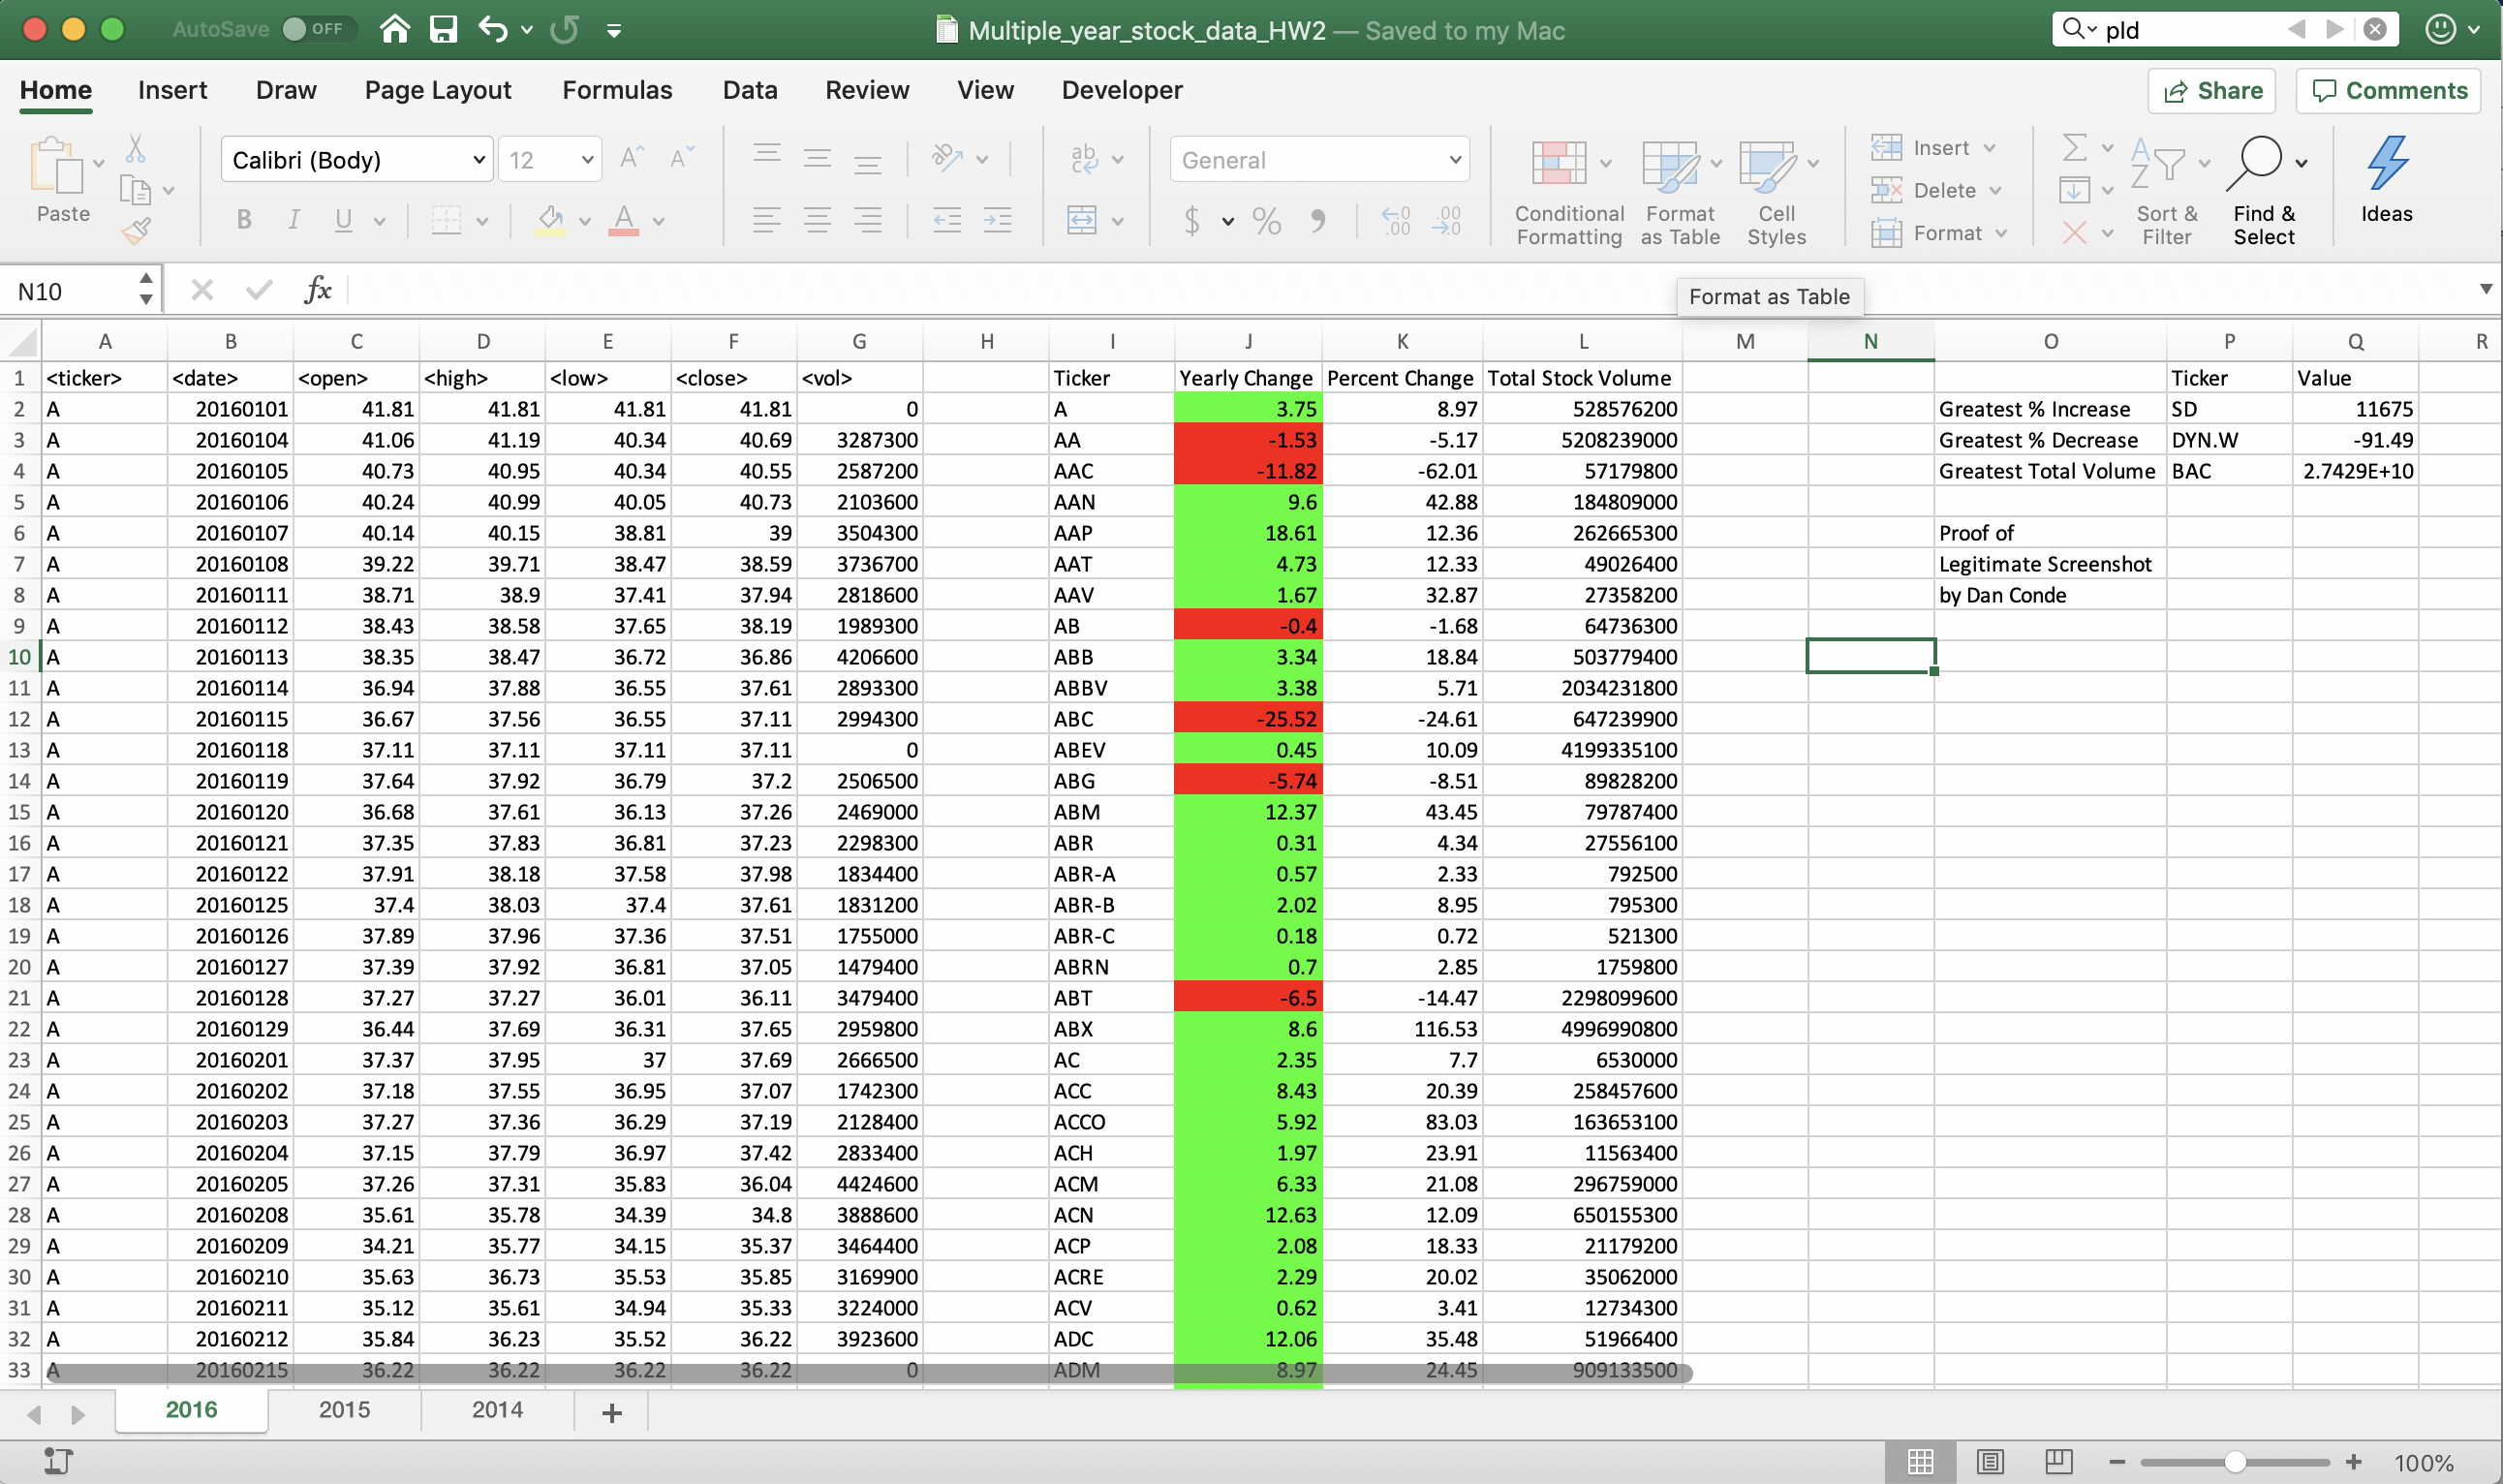 AutoSave OFF Multiple_year_stock_data_HW2 — Saved to my Mac pld
Home Insert Draw Page Layout Formulas Data Review View Developer Share Comments
Paste Calibri (Body) 12 General Conditional Formatting Format as Table Cell Styles Insert Delete Format Sort & Filter Find & Select Ideas
N10 fx Format as Table
A B C D E F G H I J K L M N O P Q R
1 <ticker> <date> <open> <high> <low> <close> <vol> Ticker Yearly Change Percent Change Total Stock Volume Ticker Value
2 A 20160101 41.81 41.81 41.81 41.81 0 A 3.75 8.97 528576200 Greatest % Increase SD 11675
3 A 20160104 41.06 41.19 40.34 40.69 3287300 AA -1.53 -5.17 5208239000 Greatest % Decrease DYN.W -91.49
4 A 20160105 40.73 40.95 40.34 40.55 2587200 AAC -11.82 -62.01 57179800 Greatest Total Volume BAC 2.7429E+10
5 A 20160106 40.24 40.99 40.05 40.73 2103600 AAN 9.6 42.88 184809000
6 A 20160107 40.14 40.15 38.81 39 3504300 AAP 18.61 12.36 262665300 Proof of
7 A 20160108 39.22 39.71 38.47 38.59 3736700 AAT 4.73 12.33 49026400 Legitimate Screenshot
8 A 20160111 38.71 38.9 37.41 37.94 2818600 AAV 1.67 32.87 27358200 by Dan Conde
9 A 20160112 38.43 38.58 37.65 38.19 1989300 AB -0.4 -1.68 64736300
10 A 20160113 38.35 38.47 36.72 36.86 4206600 ABB 3.34 18.84 503779400
11 A 20160114 36.94 37.88 36.55 37.61 2893300 ABBV 3.38 5.71 2034231800
12 A 20160115 36.67 37.56 36.55 37.11 2994300 ABC -25.52 -24.61 647239900
13 A 20160118 37.11 37.11 37.11 37.11 0 ABEV 0.45 10.09 4199335100
14 A 20160119 37.64 37.92 36.79 37.2 2506500 ABG -5.74 -8.51 89828200
15 A 20160120 36.68 37.61 36.13 37.26 2469000 ABM 12.37 43.45 79787400
16 A 20160121 37.35 37.83 36.81 37.23 2298300 ABR 0.31 4.34 27556100
17 A 20160122 37.91 38.18 37.58 37.98 1834400 ABR-A 0.57 2.33 792500
18 A 20160125 37.4 38.03 37.4 37.61 1831200 ABR-B 2.02 8.95 795300
19 A 20160126 37.89 37.96 37.36 37.51 1755000 ABR-C 0.18 0.72 521300
20 A 20160127 37.39 37.92 36.81 37.05 1479400 ABRN 0.7 2.85 1759800
21 A 20160128 37.27 37.27 36.01 36.11 3479400 ABT -6.5 -14.47 2298099600
22 A 20160129 36.44 37.69 36.31 37.65 2959800 ABX 8.6 116.53 4996990800
23 A 20160201 37.37 37.95 37 37.69 2666500 AC 2.35 7.7 6530000
24 A 20160202 37.18 37.55 36.95 37.07 1742300 ACC 8.43 20.39 258457600
25 A 20160203 37.27 37.36 36.29 37.19 2128400 ACCO 5.92 83.03 163653100
26 A 20160204 37.15 37.79 36.97 37.42 2833400 ACH 1.97 23.91 11563400
27 A 20160205 37.26 37.31 35.83 36.04 4424600 ACM 6.33 21.08 296759000
28 A 20160208 35.61 35.78 34.39 34.8 3888600 ACN 12.63 12.09 650155300
29 A 20160209 34.21 35.77 34.15 35.37 3464400 ACP 2.08 18.33 21179200
30 A 20160210 35.63 36.73 35.53 35.85 3169900 ACRE 2.29 20.02 35062000
31 A 20160211 35.12 35.61 34.94 35.33 3224000 ACV 0.62 3.41 12734300
32 A 20160212 35.84 36.23 35.52 36.22 3923600 ADC 12.06 35.48 51966400
33 A 20160215 36.22 36.22 36.22 36.22 0 ADM 8.97 24.45 909133500
2016 2015 2014
100%